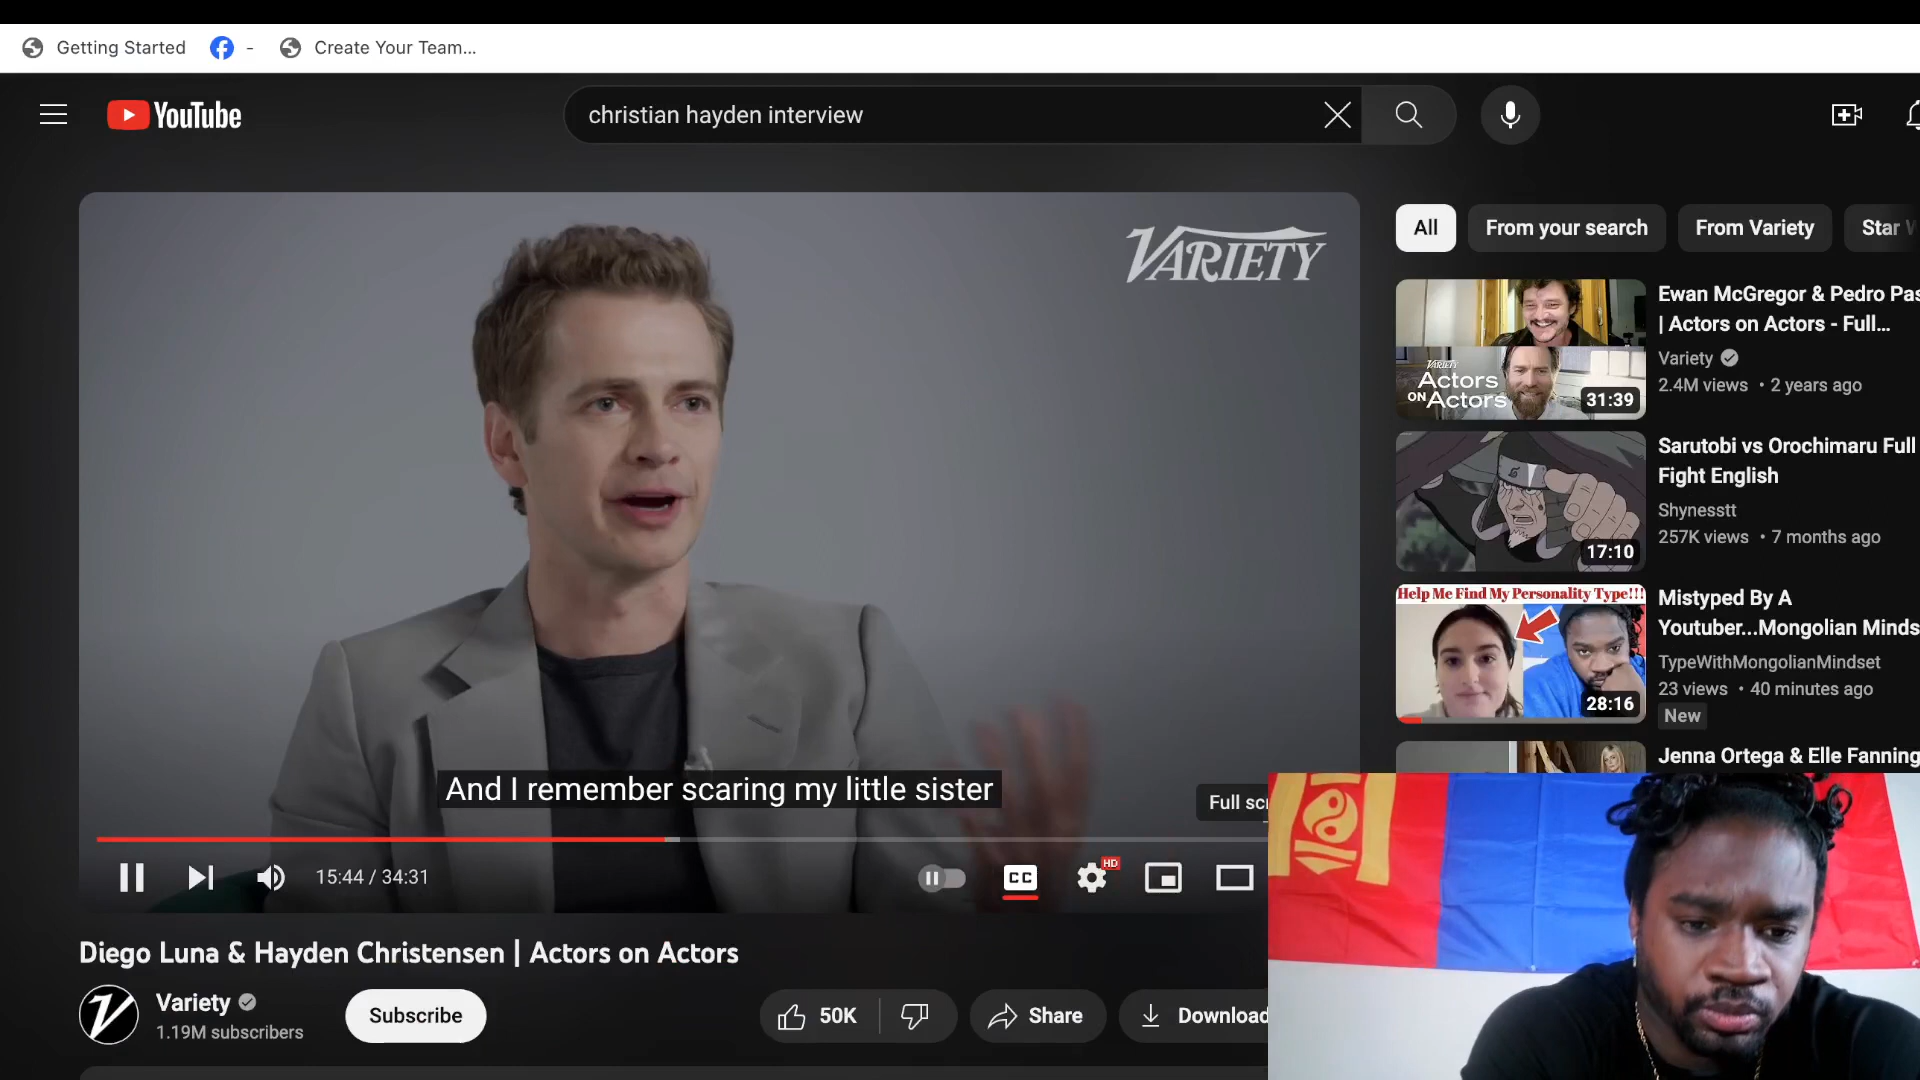 Getting Started
-
Create Your Team...
YouTube
christian hayden interview
VARIETY
And I remember scaring my little sister
Full scr
15:44 / 34:31
CC
HD
Diego Luna & Hayden Christensen | Actors on Actors
Variety
1.19M subscribers
Subscribe
50K
Share
Download
All
From your search
From Variety
Star W
VARIETY
Actors
ON Actors
31:39
Ewan McGregor & Pedro Pas
| Actors on Actors - Full...
Variety
2.4M views • 2 years ago
17:10
Sarutobi vs Orochimaru Full
Fight English
Shynesstt
257K views • 7 months ago
Help Me Find My Personality Type!!!
28:16
Mistyped By A
Youtuber...Mongolian Minds
TypeWithMongolianMindset
23 views • 40 minutes ago
New
Jenna Ortega & Elle Fanning